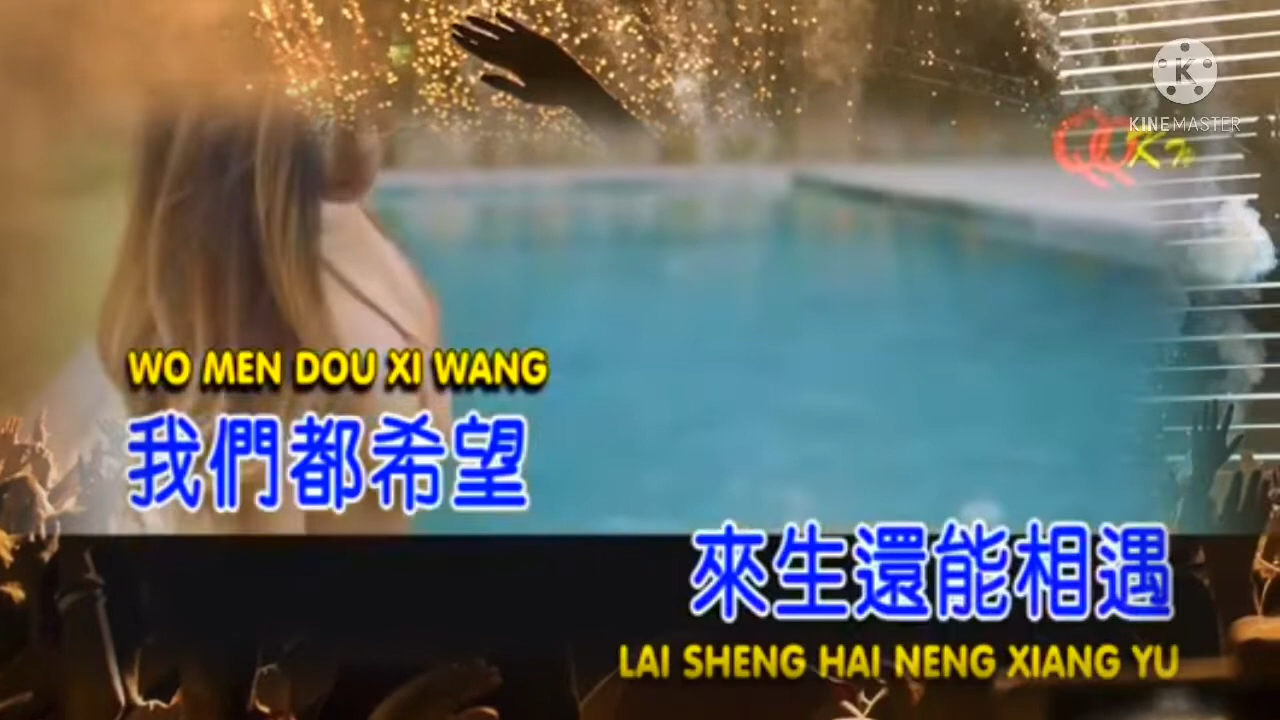 K
KINEMASTER
WO MEN DOU XI WANG
我們都希望
來生還能相遇
LAI SHENG HAI NENG XIANG YU